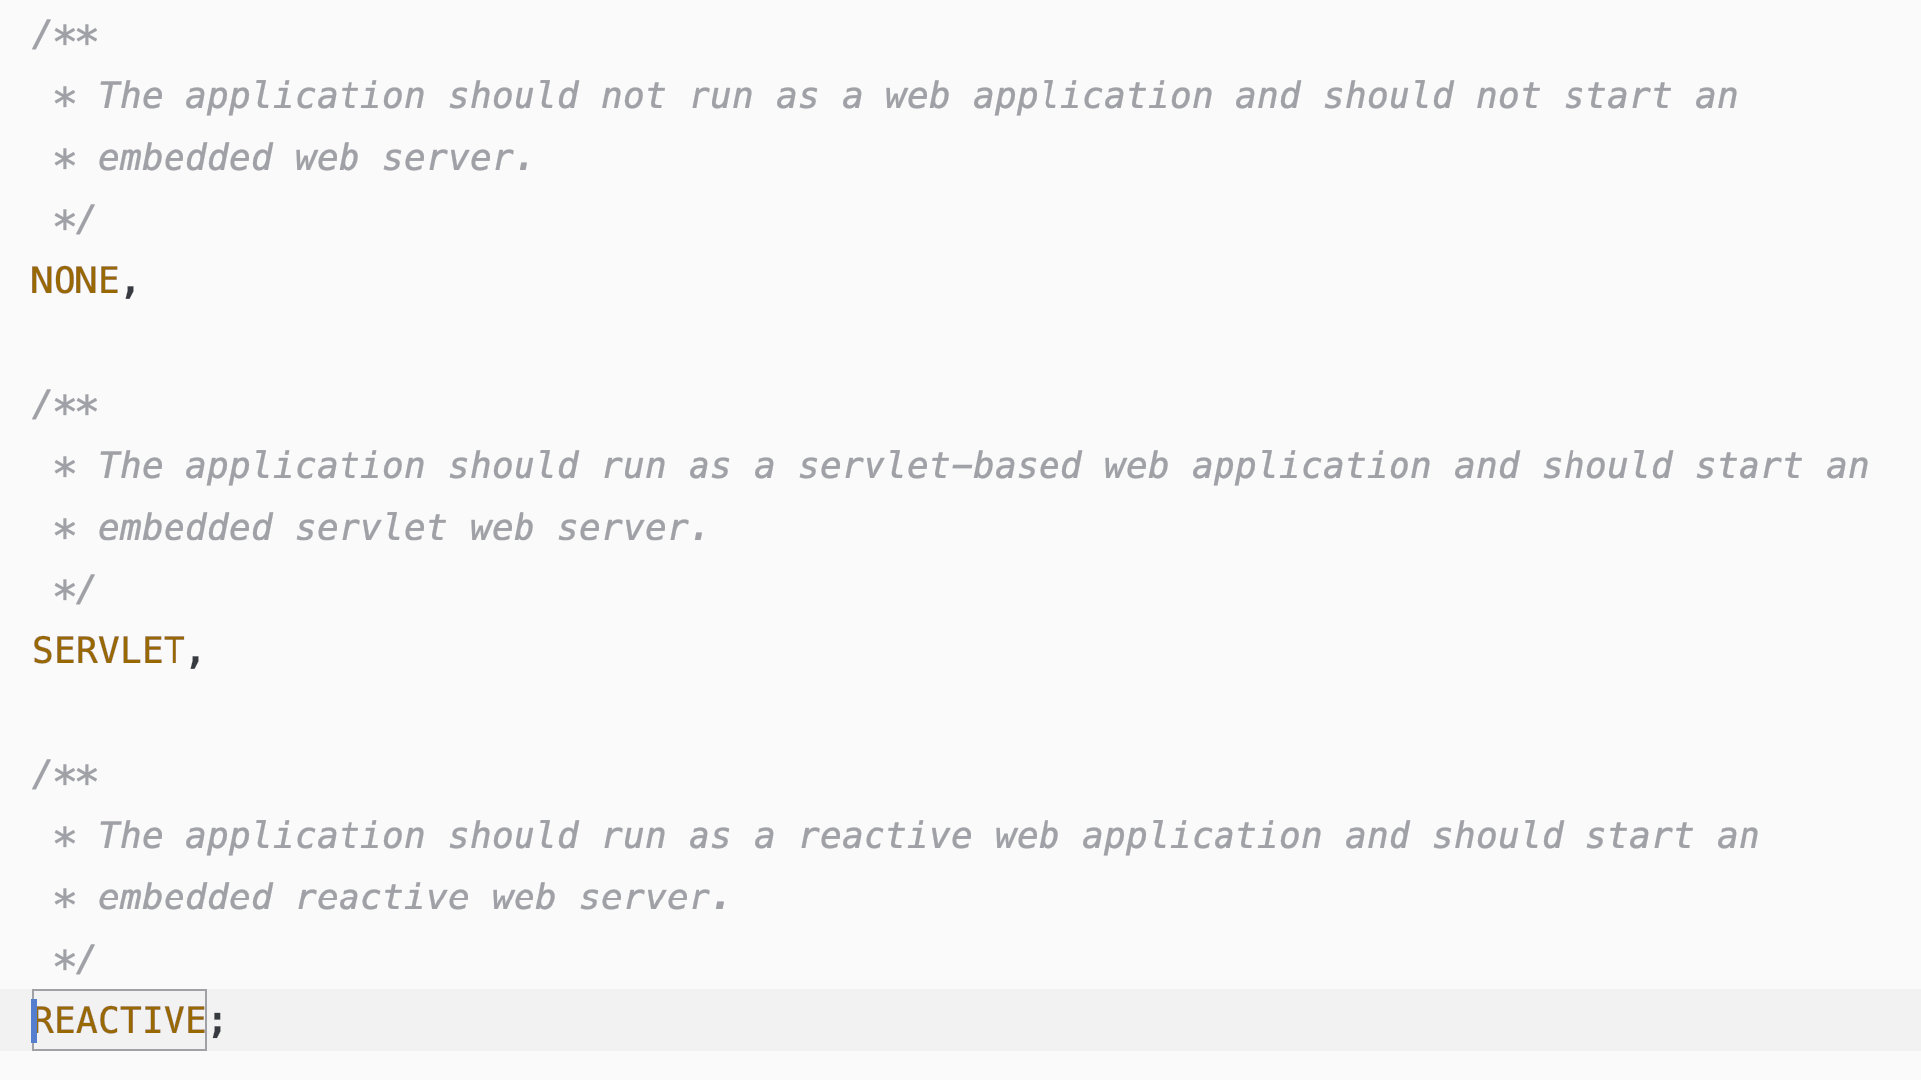 /**
 * The application should not run as a web application and should not start an
 * embedded web server.
 */
NONE,
/**
 * The application should run as a servlet-based web application and should start an
 * embedded servlet web server.
 */
SERVLET,
/**
 * The application should run as a reactive web application and should start an
 * embedded reactive web server.
 */
REACTIVE;